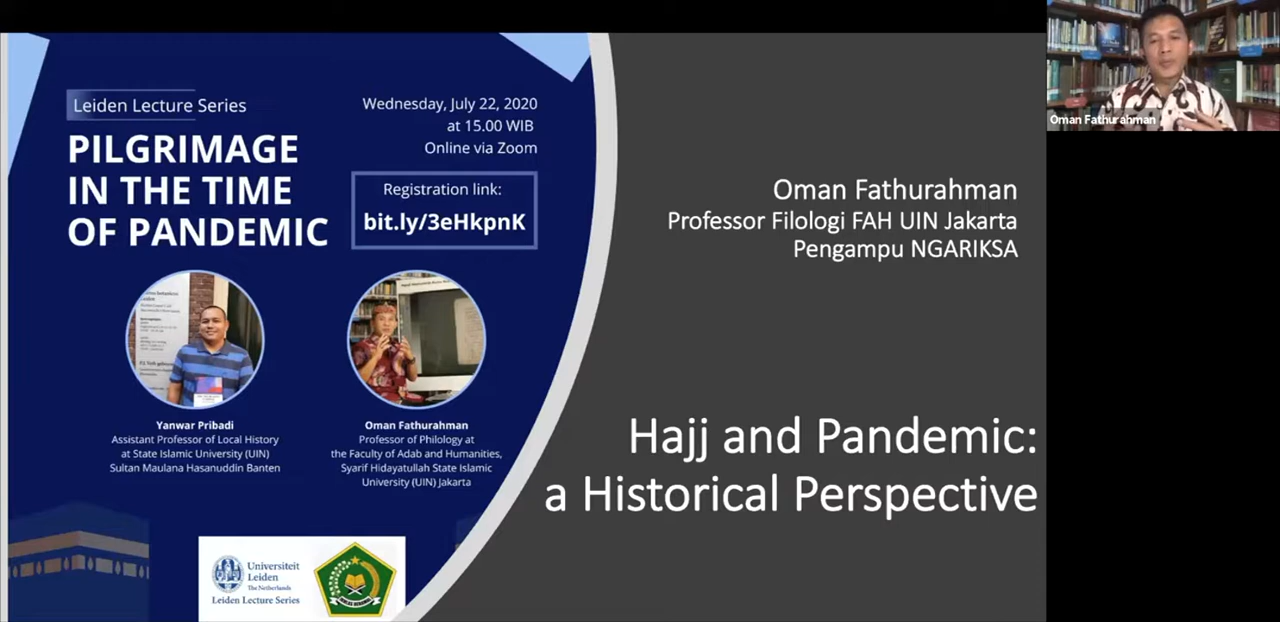 Leiden Lecture Series
PILGRIMAGE
IN THE TIME
OF PANDEMIC
Wednesday, July 22, 2020
at 15.00 WIB
Online via Zoom
Registration link:
bit.ly/3eHkpnK
Yanwar Pribadi
Assistant Professor of Local History
at State Islamic University (UIN)
Sultan Maulana Hasanuddin Banten
Oman Fathurahman
Professor of Philology at
the Faculty of Adab and Humanities,
Syarif Hidayatullah State Islamic
University (UIN) Jakarta
Universiteit
Leiden
The Netherlands
Leiden Lecture Series
Oman Fathurahman
Professor Filologi FAH UIN Jakarta
Pengampu NGARIKSA
Hajj and Pandemic:
a Historical Perspective
Oman Fathurahman